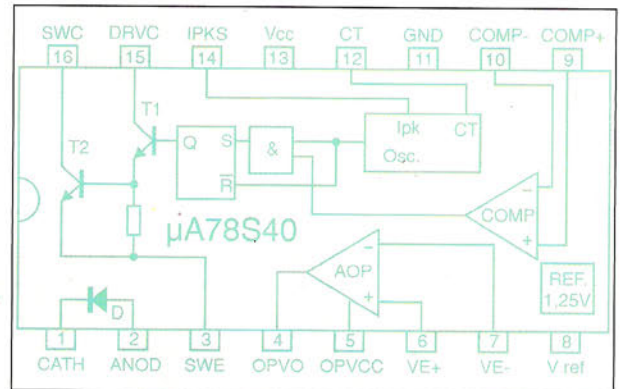 SWC DRVC IPKS Vcc CT GND COMP- COMP+
16 15 14 13 12 11 10 9
T1
T2
Q S
R
&
Ipk CT
Osc.
COMP
-
+
µA78S40
AOP
-
+
REF.
1,25V
D
1 2 3 4 5 6 7 8
CATH ANOD SWE OPVO OPVCC VE+ VE- V ref